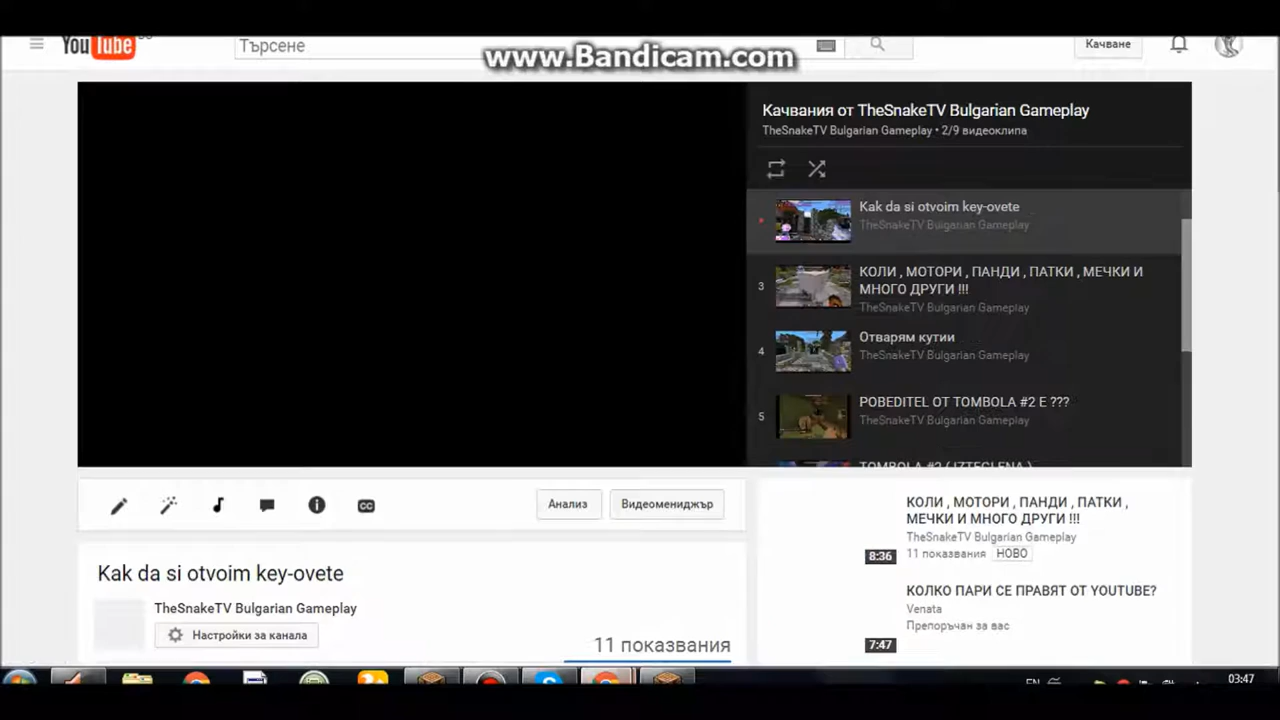 YouTube
Търсене
www.Bandicam.com
Качване
Качвания от TheSnakeTV Bulgarian Gameplay
TheSnakeTV Bulgarian Gameplay • 2/9 видеоклипа
Kak da si otvoim key-ovete
TheSnakeTV Bulgarian Gameplay
3
КОЛИ , МОТОРИ , ПАНДИ , ПАТКИ , МЕЧКИ И
МНОГО ДРУГИ !!!
TheSnakeTV Bulgarian Gameplay
4
Отварям кутии
TheSnakeTV Bulgarian Gameplay
5
POBEDITEL OT TOMBOLA #2 E ???
TheSnakeTV Bulgarian Gameplay
TOMBOLA #2 ( IZTEGLENA )
Анализ
Видеомениджър
Kak da si otvoim key-ovete
TheSnakeTV Bulgarian Gameplay
Настройки за канала
11 показвания
КОЛИ , МОТОРИ , ПАНДИ , ПАТКИ ,
МЕЧКИ И МНОГО ДРУГИ !!!
TheSnakeTV Bulgarian Gameplay
8:36
11 показвания НОВО
КОЛКО ПАРИ СЕ ПРАВЯТ ОТ YOUTUBE?
Venata
Препоръчан за вас
7:47
EN
03:47